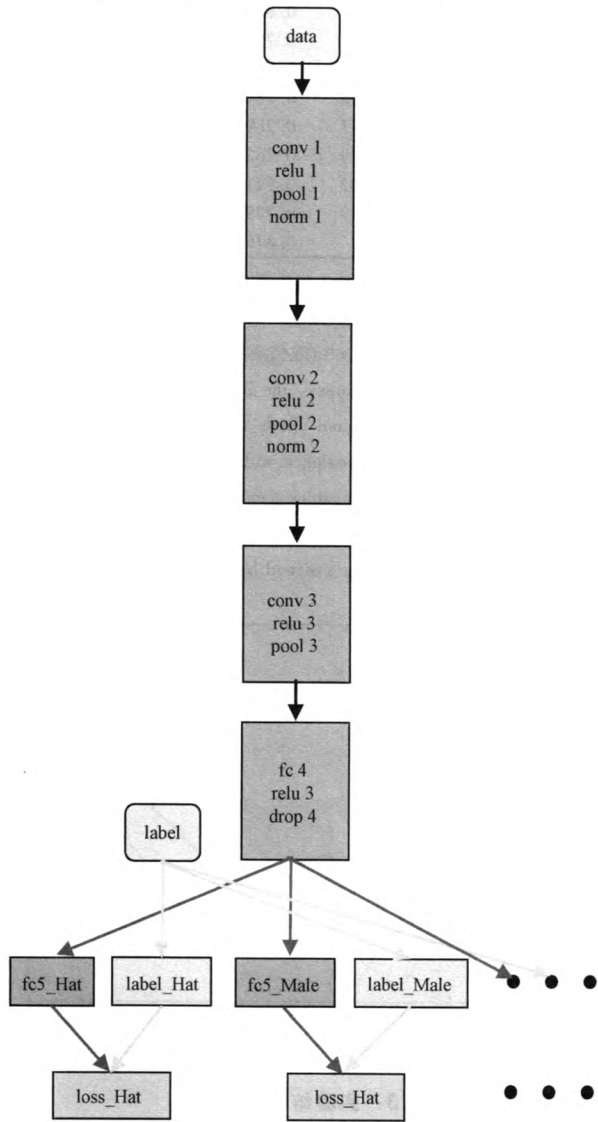 data
conv 1
relu 1
pool 1
norm 1
conv 2
relu 2
pool 2
norm 2
conv 3
relu 3
pool 3
fc 4
relu 3
drop 4
label
fc5_Hat
label_Hat
fc5_Male
label_Male
loss_Hat
loss_Hat